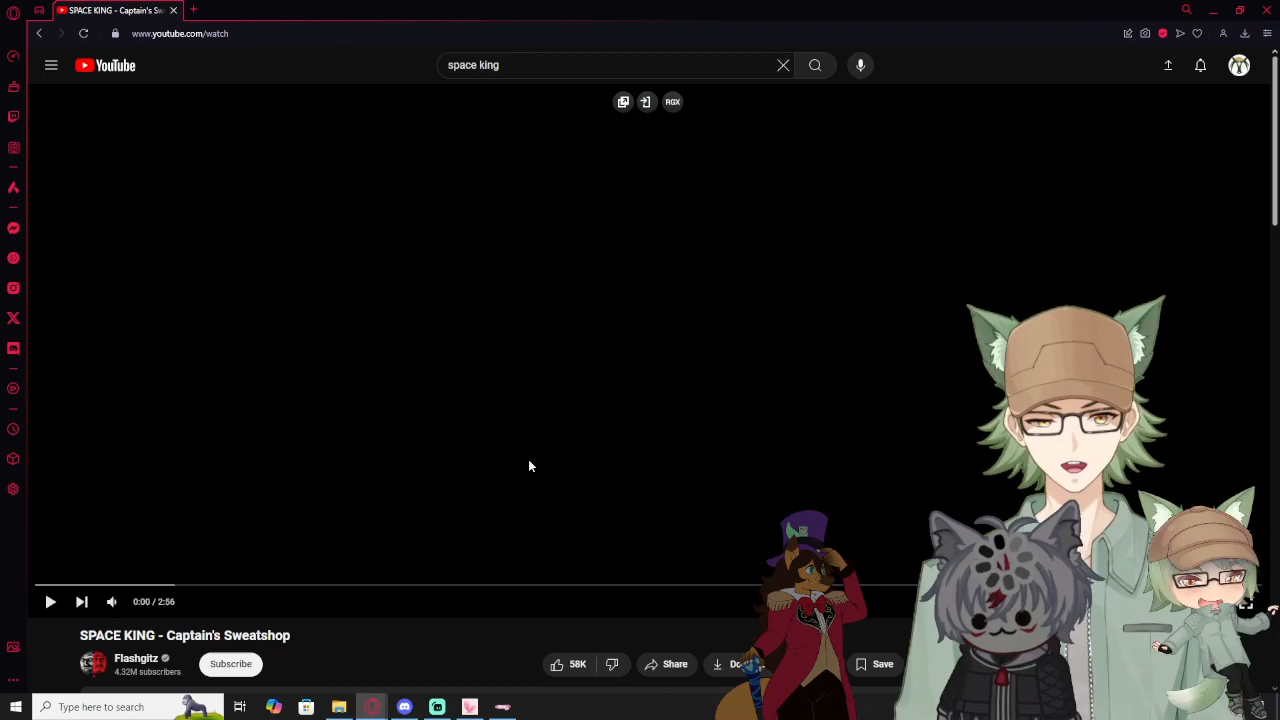 SPACE KING - Captain's Sw
www.youtube.com/watch
YouTube
space king
RGX
0:00 / 2:56
SPACE KING - Captain's Sweatshop
Flashgitz
4.32M subscribers
Subscribe
58K
Share
Do
Save
Type here to search